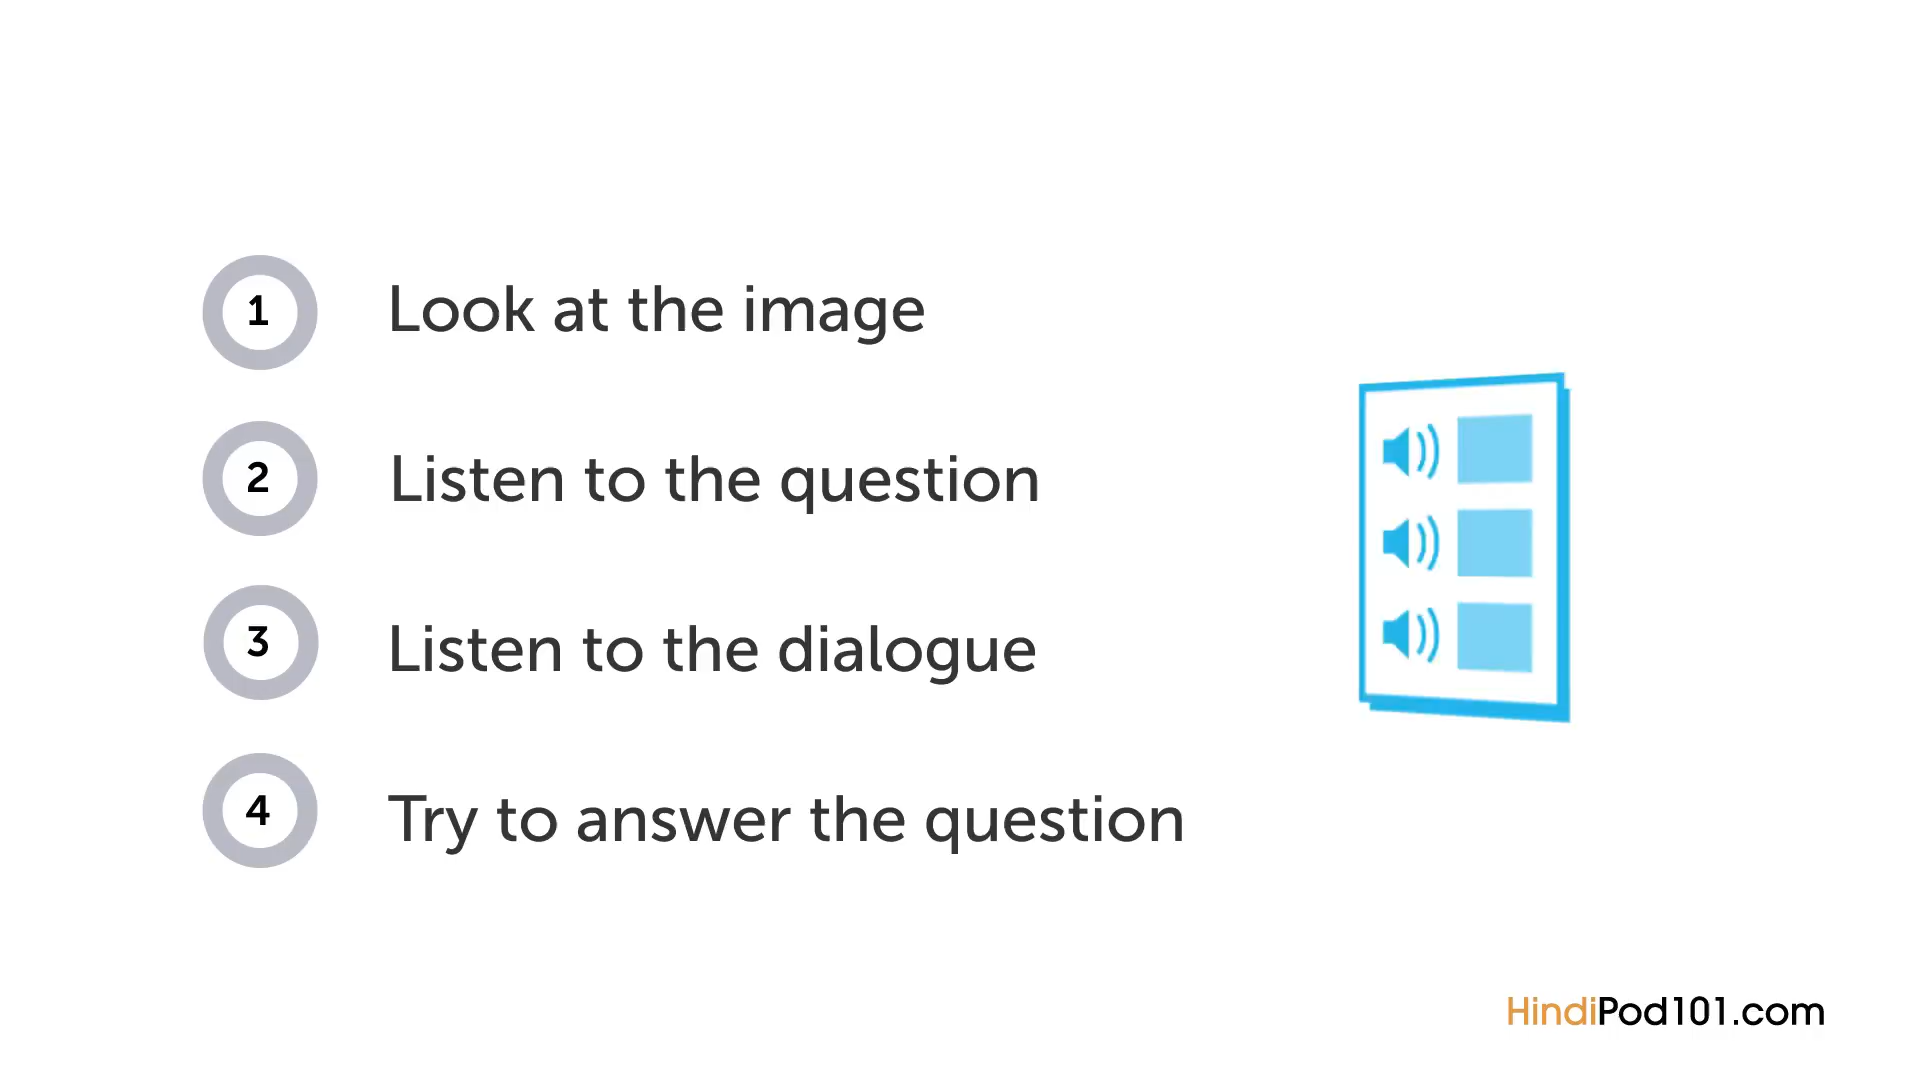 1 Look at the image
2 Listen to the question
3 Listen to the dialogue
4 Try to answer the question
HindiPod101.com